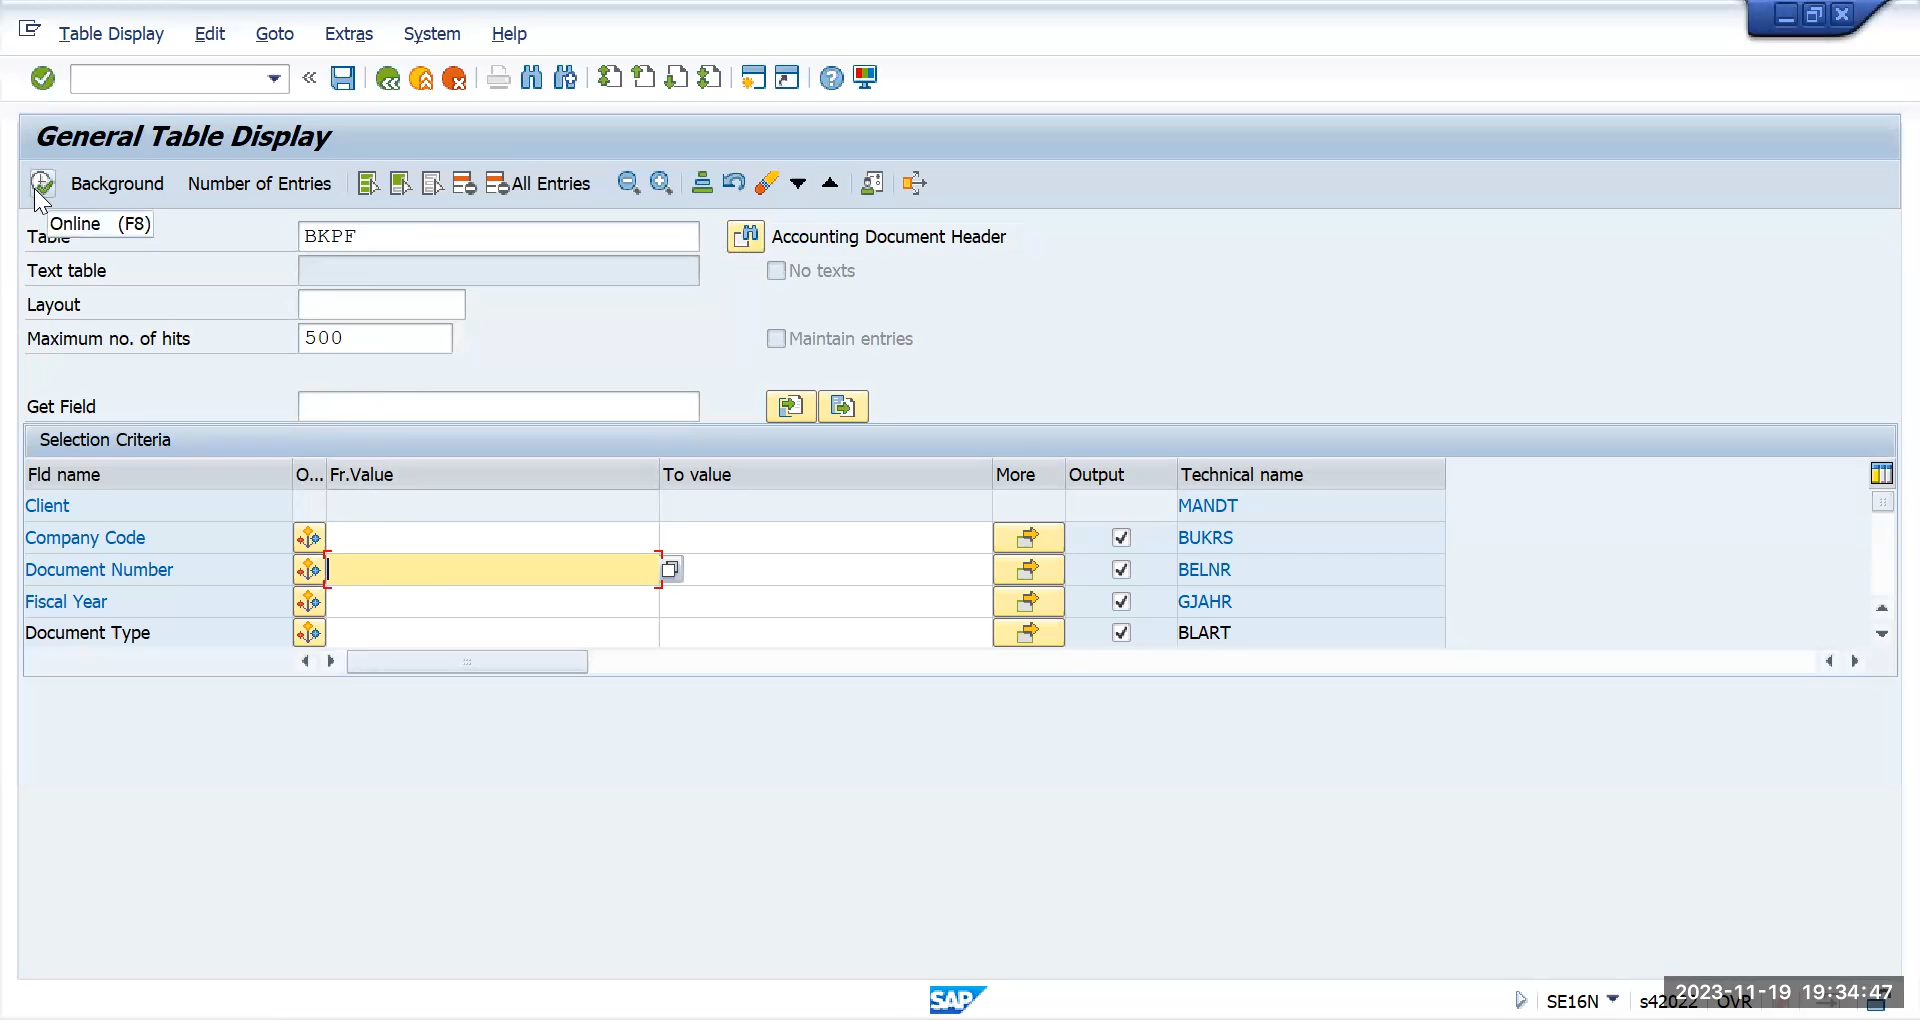 Table Display Edit Goto Extras System Help
General Table Display
Background Number of Entries All Entries
Online (F8)
Table BKPF Accounting Document Header
Text table No texts
Layout
Maximum no. of hits 500 Maintain entries
Get Field
Selection Criteria
Fld name O... Fr.Value To value More Output Technical name
Client MANDT
Company Code BUKRS
Document Number BELNR
Fiscal Year GJAHR
Document Type BLART
SAP SE16N s42022 OVR
2023-11-19 19:34:47